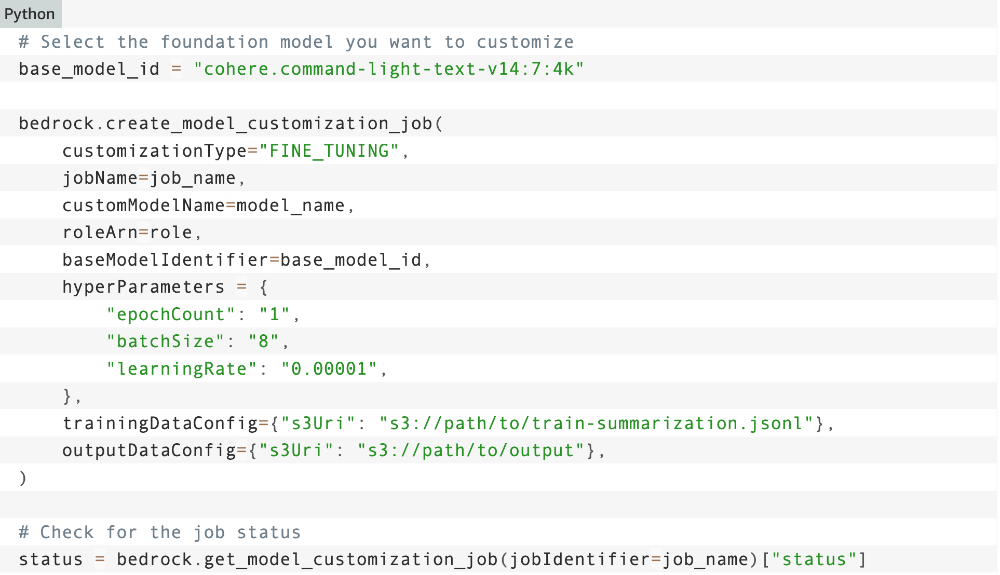 Python
# Select the foundation model you want to customize
base_model_id = "cohere.command-light-text-v14:7:4k"

bedrock.create_model_customization_job(
    customizationType="FINE_TUNING",
    jobName=job_name,
    customModelName=model_name,
    roleArn=role,
    baseModelIdentifier=base_model_id,
    hyperParameters = {
        "epochCount": "1",
        "batchSize": "8",
        "learningRate": "0.00001",
    },
    trainingDataConfig={"s3Uri": "s3://path/to/train-summarization.jsonl"},
    outputDataConfig={"s3Uri": "s3://path/to/output"},
)

# Check for the job status
status = bedrock.get_model_customization_job(jobIdentifier=job_name)["status"]